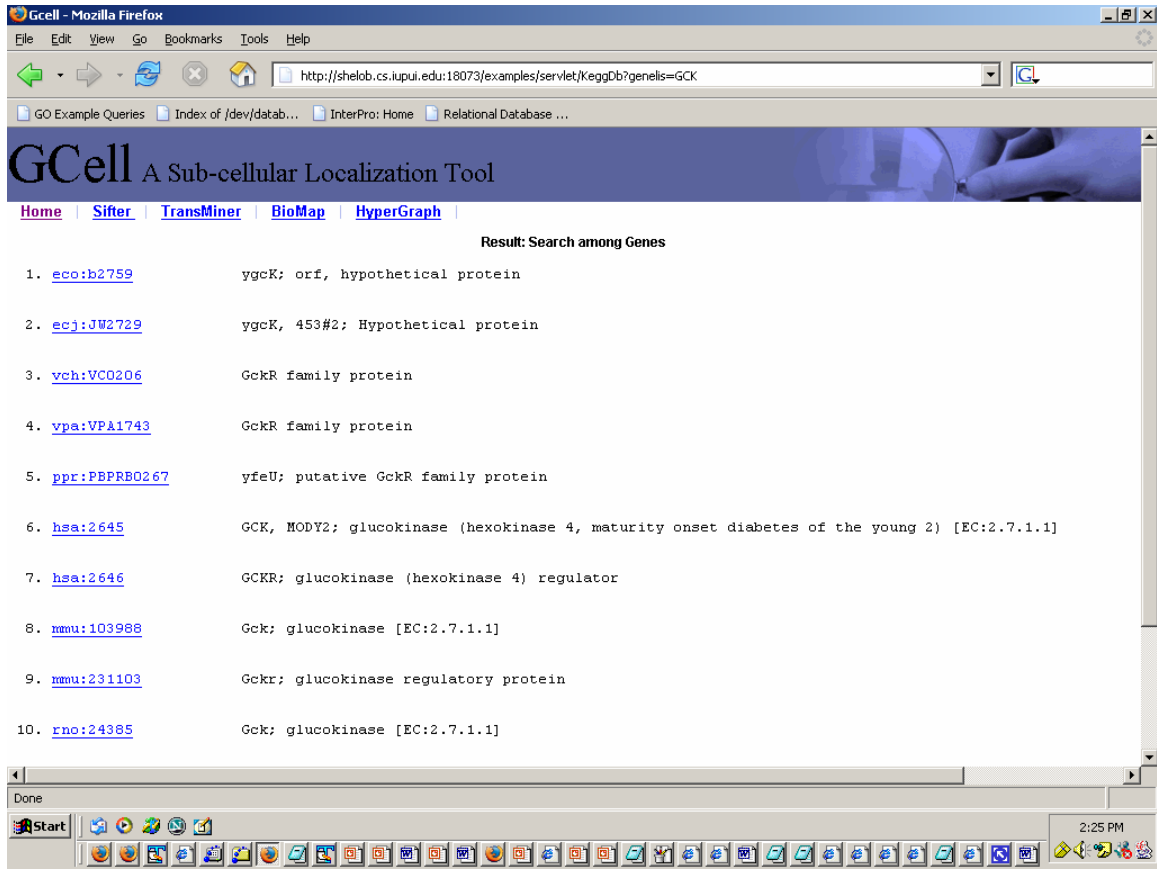 Gcell - Mozilla Firefox
File Edit View Go Bookmarks Tools Help
http://shelob.cs.iupui.edu:18073/examples/servlet/KeggDb?genelis=GCK
GO Example Queries Index of /dev/datab... InterPro: Home Relational Database ...
GCell A Sub-cellular Localization Tool
Home | Sifter | TransMiner | BioMap | HyperGraph |
Result: Search among Genes
1. eco:b2759 ygcK; orf, hypothetical protein
2. ecj:JW2729 ygcK, 453#2; Hypothetical protein
3. vch:VC0206 GckR family protein
4. vpa:VPA1743 GckR family protein
5. ppr:PBPRB0267 yfeU; putative GckR family protein
6. hsa:2645 GCK, MODY2; glucokinase (hexokinase 4, maturity onset diabetes of the young 2) [EC:2.7.1.1]
7. hsa:2646 GCKR; glucokinase (hexokinase 4) regulator
8. mmu:103988 Gck; glucokinase [EC:2.7.1.1]
9. mmu:231103 Gckr; glucokinase regulatory protein
10. rno:24385 Gck; glucokinase [EC:2.7.1.1]
Done
Start 2:25 PM